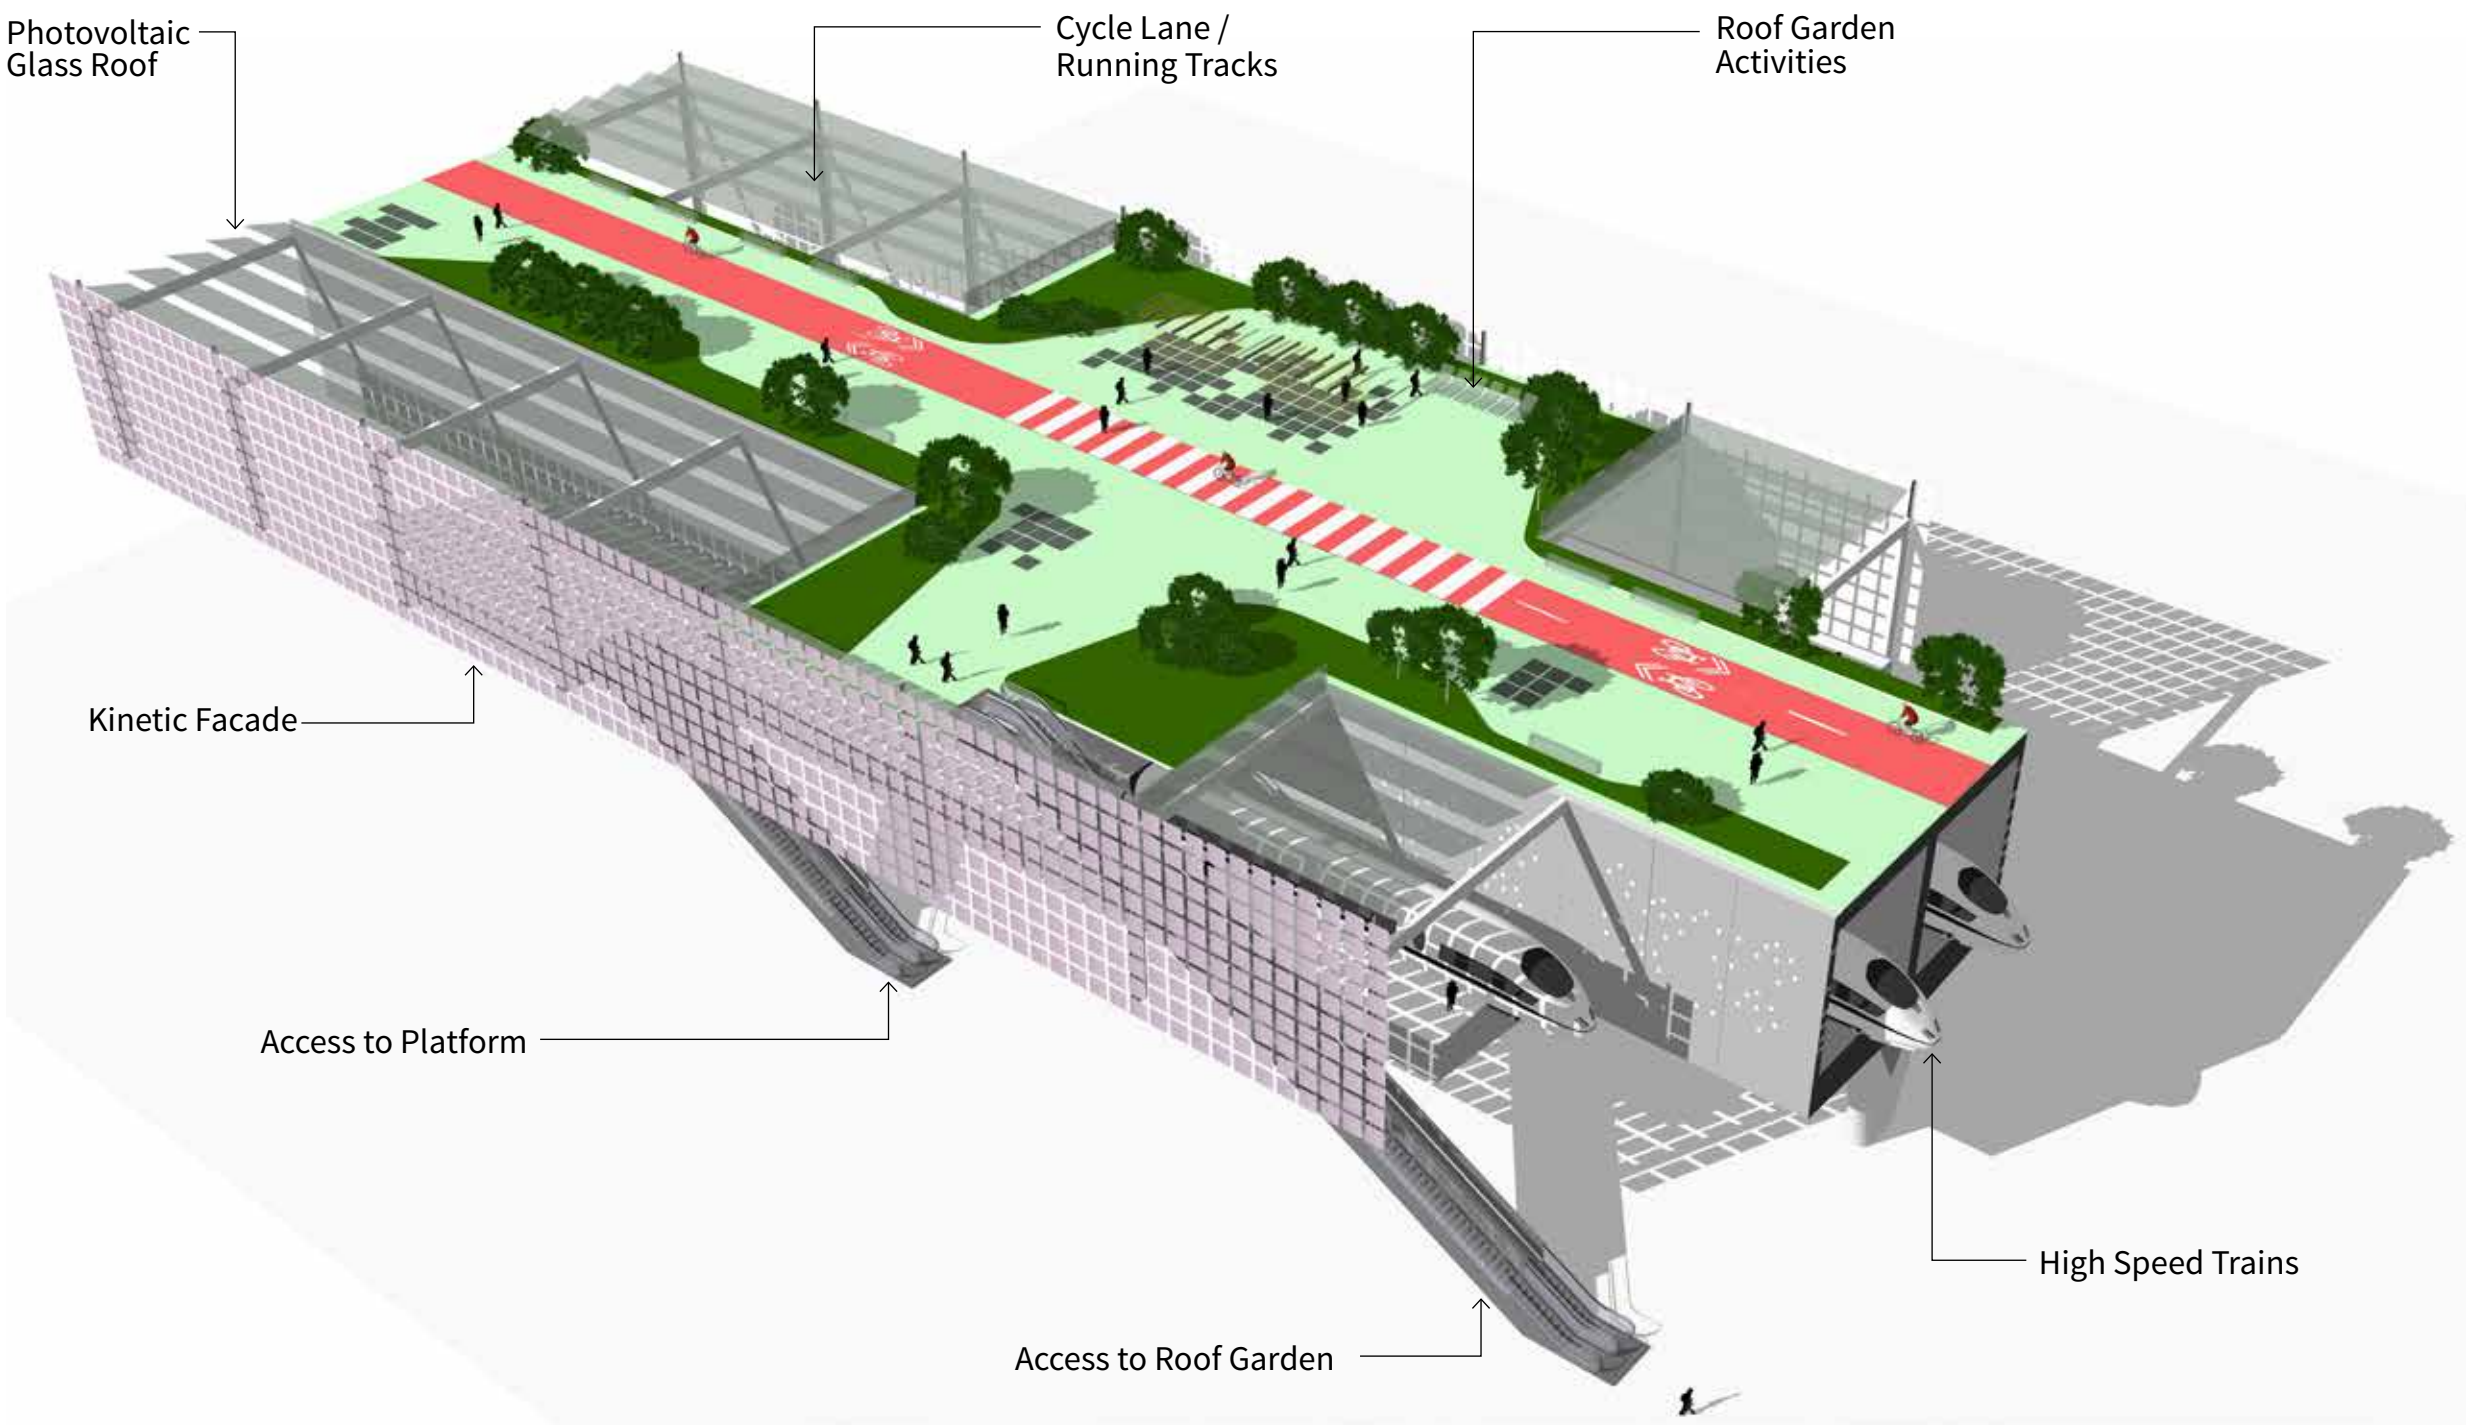 Photovoltaic
Glass Roof
Cycle Lane /
Running Tracks
Roof Garden
Activities
Kinetic Facade
Access to Platform
High Speed Trains
Access to Roof Garden